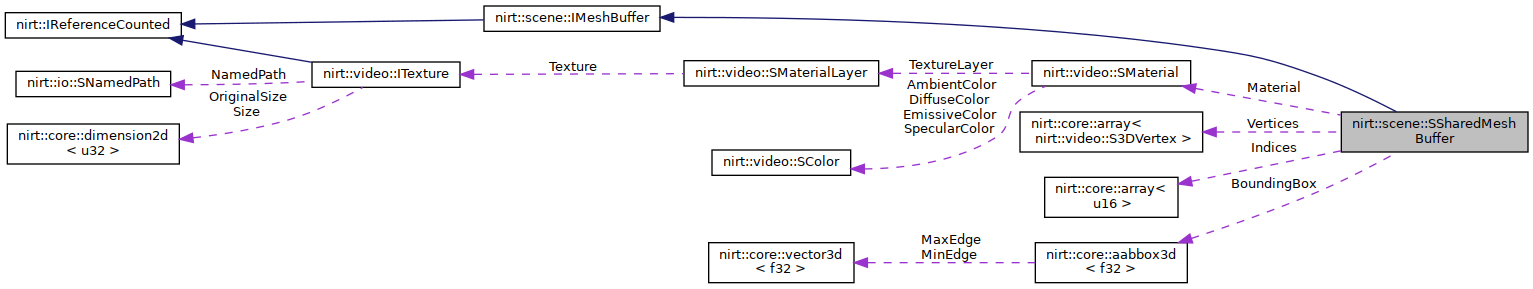 nirt::IReferenceCounted
nirt::scene::IMeshBuffer
nirt::io::SNamedPath
NamedPath
nirt::video::ITexture
Texture
nirt::video::SMaterialLayer
TextureLayer
nirt::video::SMaterial
Material
OriginalSize
Size
nirt::core::dimension2d
< u32 >
AmbientColor
DiffuseColor
EmissiveColor
SpecularColor
nirt::video::SColor
nirt::core::array<
nirt::video::S3DVertex >
Vertices
nirt::scene::SSharedMesh
Buffer
Indices
nirt::core::array<
u16 >
BoundingBox
nirt::core::vector3d
< f32 >
MaxEdge
MinEdge
nirt::core::aabbox3d
< f32 >